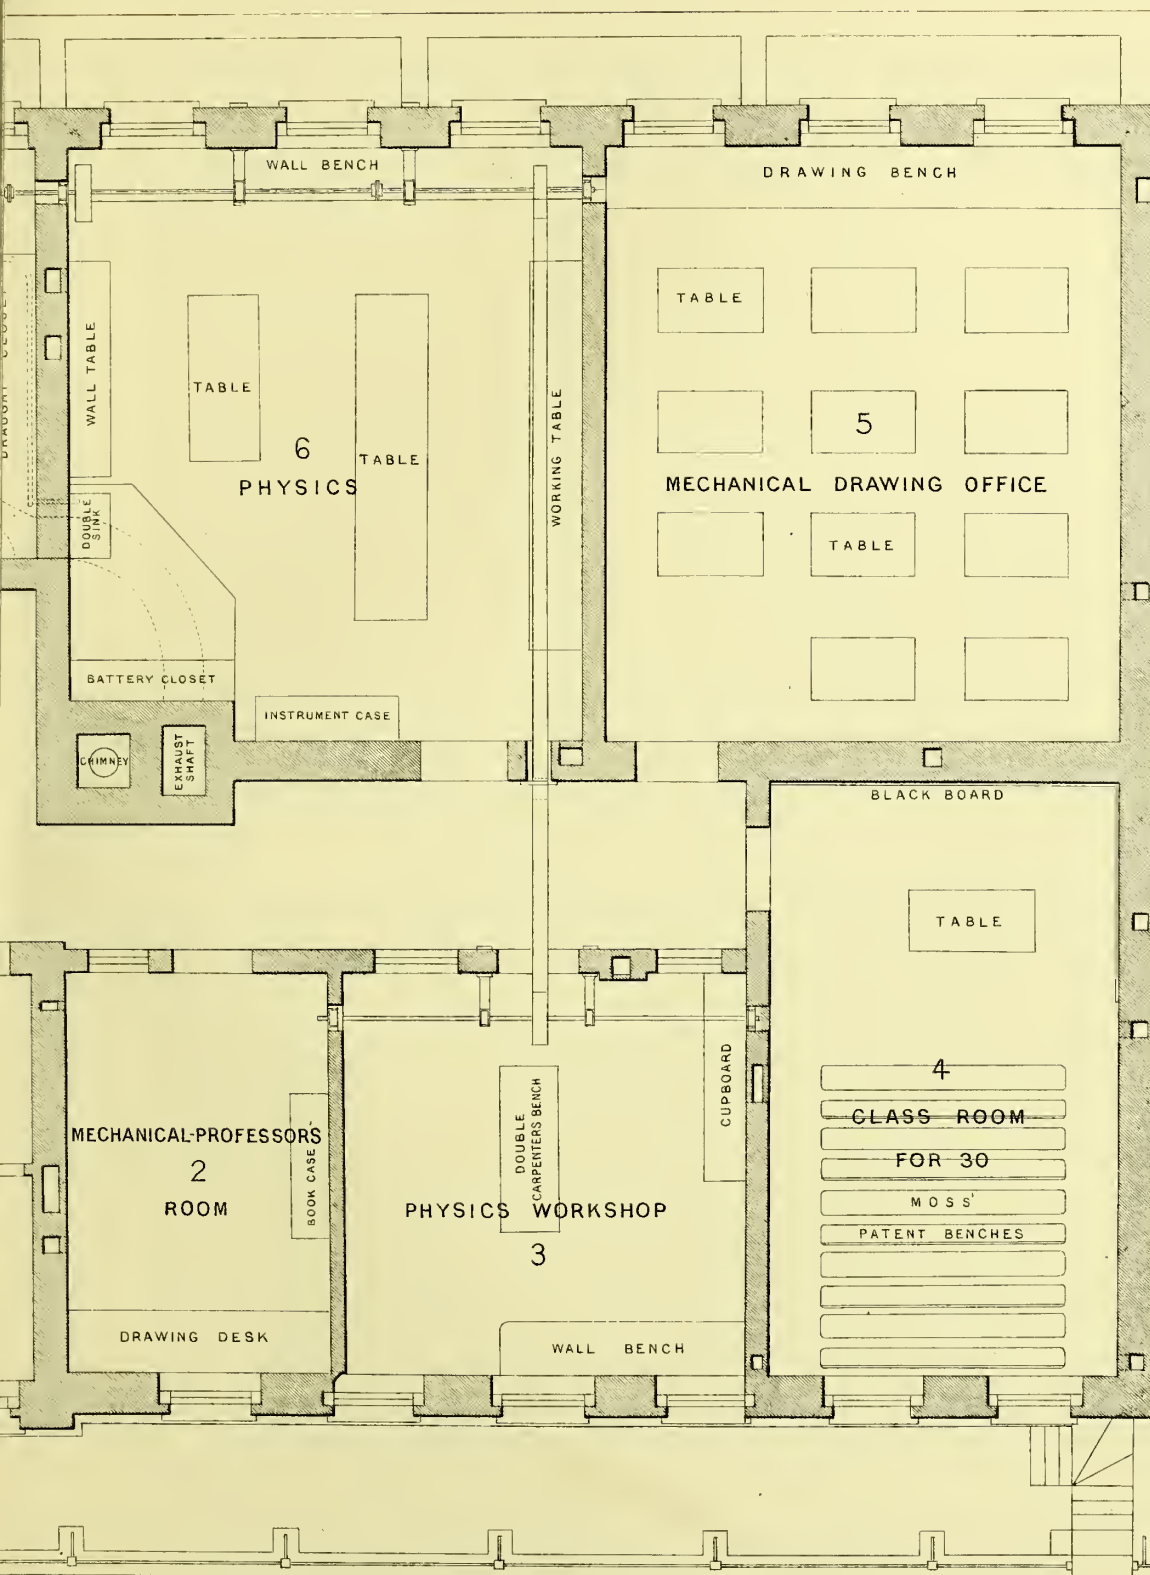 WALL BENCH
DRAWING BENCH
DRAUGHT CLOSET
WALL TABLE
TABLE
TABLE
WORKING TABLE
6
PHYSICS
DOUBLE
SINK
BATTERY CLOSET
INSTRUMENT CASE
CHIMNEY
EXHAUST
SHAFT
TABLE
5
MECHANICAL DRAWING OFFICE
TABLE
BLACK BOARD
TABLE
MECHANICAL-PROFESSORS'
2
ROOM
BOOK CASE
DRAWING DESK
DOUBLE
CARPENTERS BENCH
CUPBOARD
PHYSICS WORKSHOP
3
WALL BENCH
4
CLASS ROOM
FOR 30
MOSS'
PATENT BENCHES